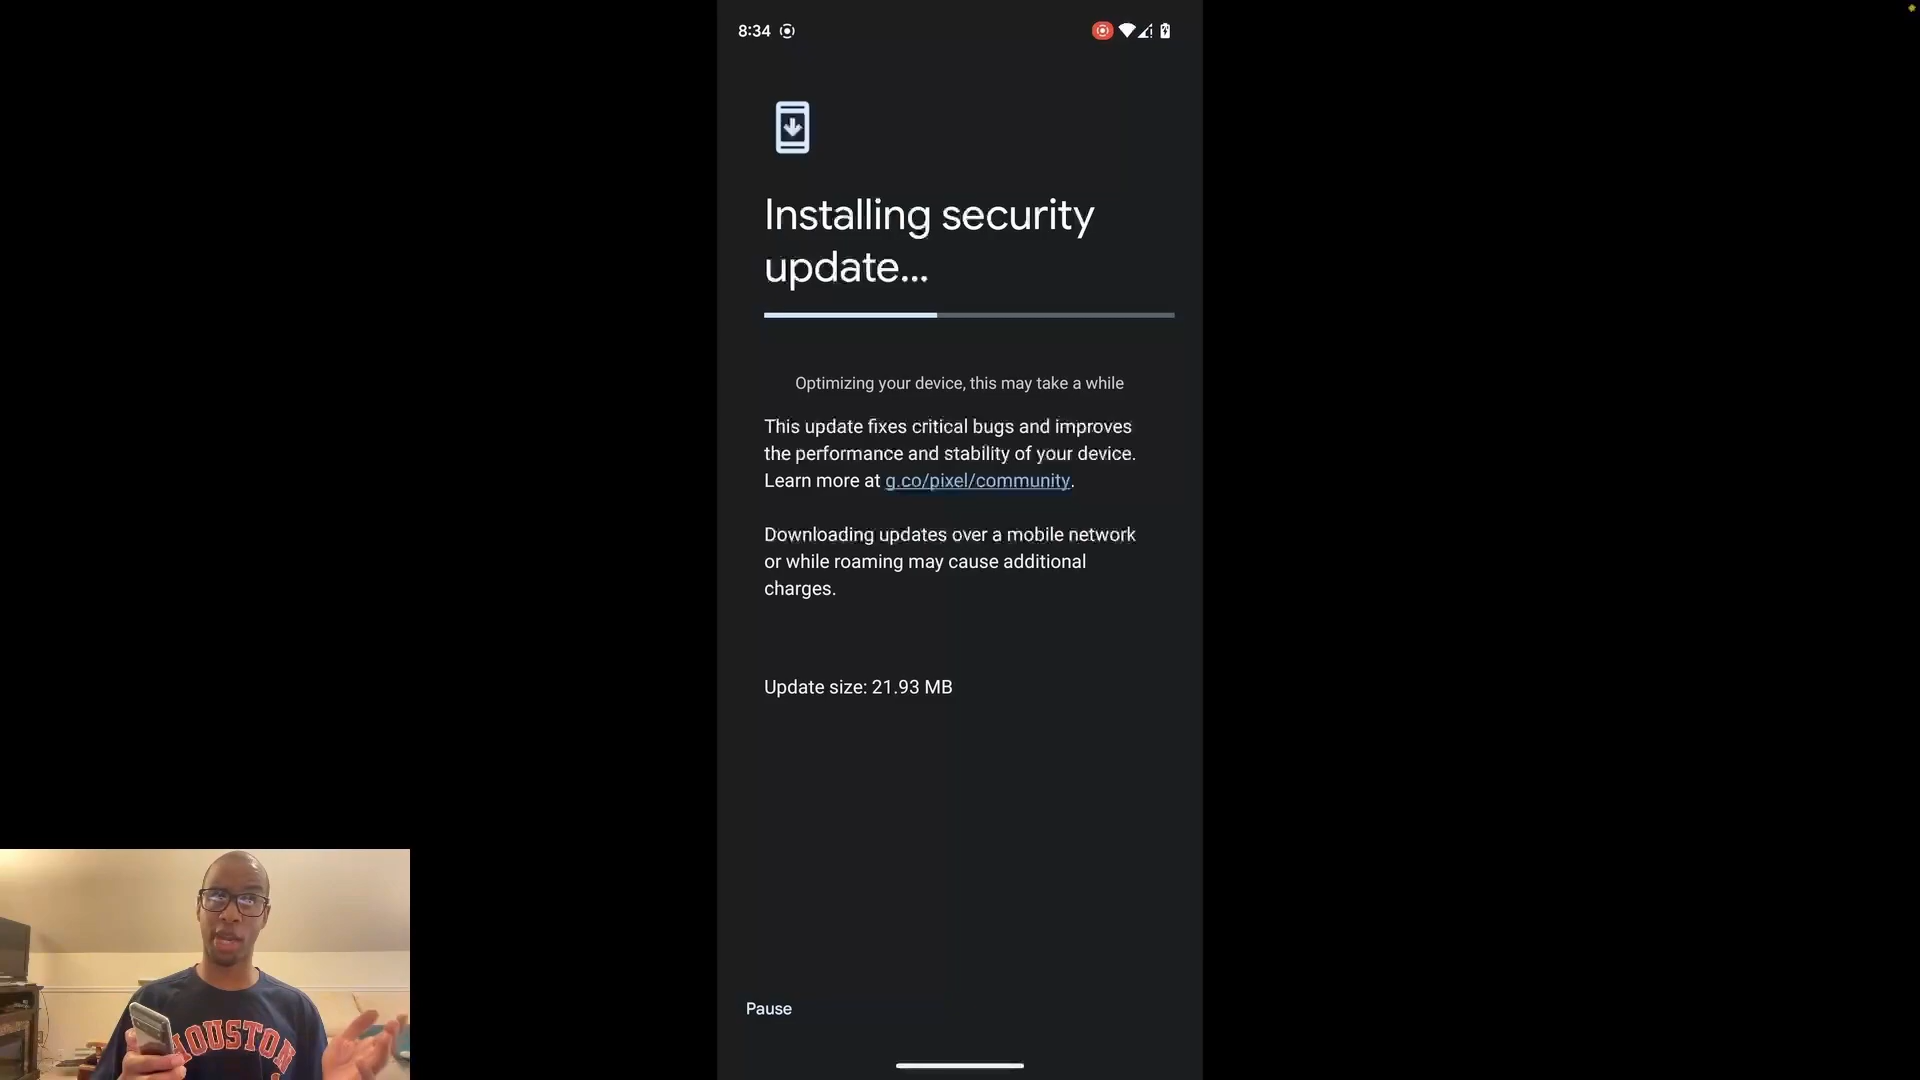 8:34
Installing security
update...
Optimizing your device, this may take a while
This update fixes critical bugs and improves
the performance and stability of your device.
Learn more at g.co/pixel/community.
Downloading updates over a mobile network
or while roaming may cause additional
charges.
Update size: 21.93 MB
Pause
HOUSTON